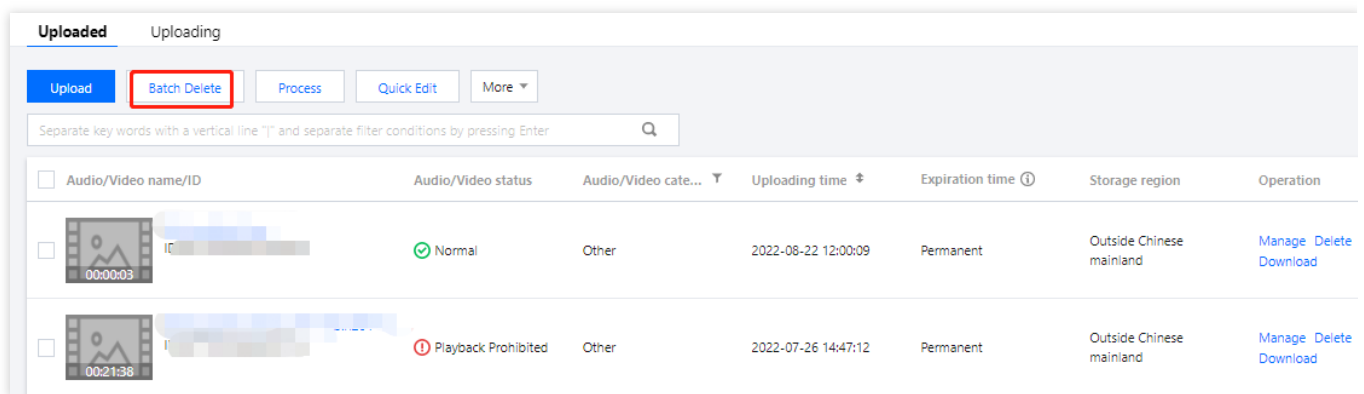 Uploaded Uploading
Upload Batch Delete Process Quick Edit More
Separate key words with a vertical line "|" and separate filter conditions by pressing Enter
Audio/Video name/ID Audio/Video status Audio/Video cate... Uploading time Expiration time Storage region Operation
00:00:03 Normal Other 2022-08-22 12:00:09 Permanent Outside Chinese mainland Manage Delete Download
00:21:38 Playback Prohibited Other 2022-07-26 14:47:12 Permanent Outside Chinese mainland Manage Delete Download